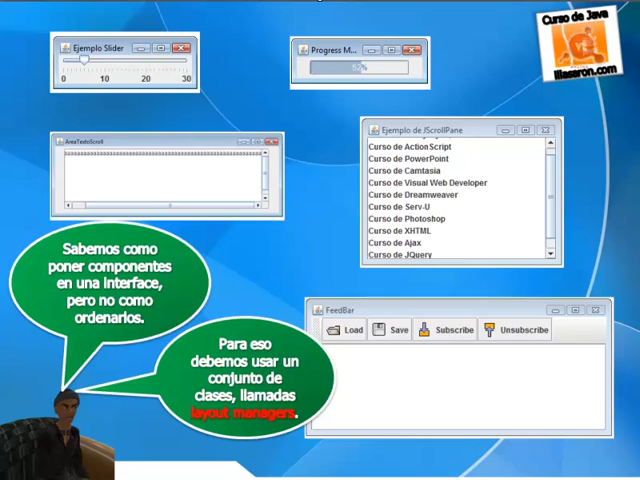 Curso de Java
illasaron.com
Ejemplo Slider
0 10 20 30
Progress M...
52%
AreaTextoScroll
Ejemplo de JScrollPane
Curso de ActionScript
Curso de PowerPoint
Curso de Camtasia
Curso de Visual Web Developer
Curso de Dreamweaver
Curso de Serv-U
Curso de Photoshop
Curso de XHTML
Curso de Ajax
Curso de JQuery
Sabemos como
poner componentes
en una interface,
pero no como
ordenarlos.
Para eso
debemos usar un
conjunto de
clases, llamadas
layout managers.
FeedBar
Load Save Subscribe Unsubscribe